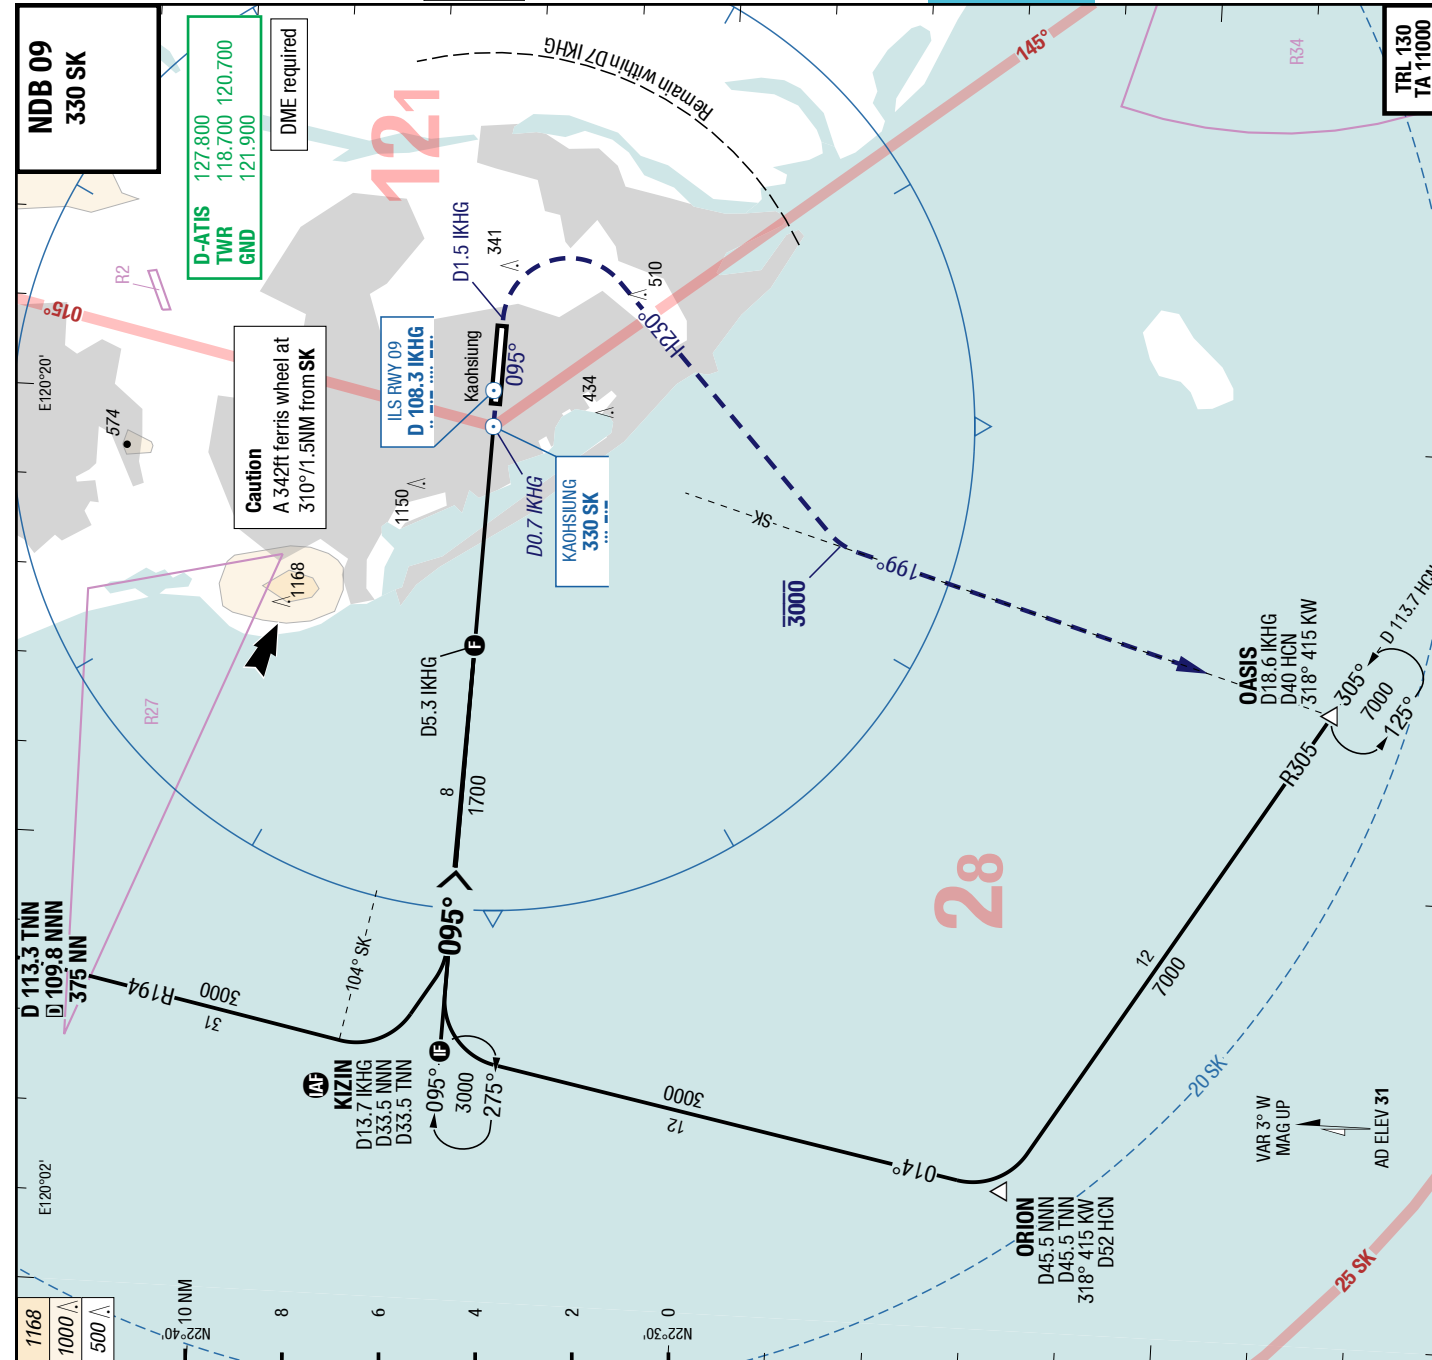 NDB 09
330 SK
TRL 130
TA 11000
D-ATIS 127.800
TWR 118.700 120.700
GND 121.900
DME required
Remain within D7 IKHG
121
145°
R34
R2
015°
E120°20'
574
Caution
A 342ft ferris wheel at
310°/1.5NM from SK
ILS RWY 09
D 108.3 IKHG
Kaohsiung
D1.5 IKHG
341
095°
510
H230°
434
1150
D0.7 IKHG
KAOHSIUNG
330 SK
SK
199°
3000
1168
R27
D5.3 IKHG
F
8
1700
095°
D 113.3 TNN
D 109.8 NNN
375 NN
R194
3000
31
104° SK
IAF
KIZIN
D13.7 IKHG
D33.5 NNN
D33.5 TNN
IF
095°
3000
275°
3000
12
014°
28
12
7000
OASIS
D18.6 IKHG
D40 HCN
318° 415 KW
D 113.7 HCN
305°
7000
125°
R305
20 SK
ORION
D45.5 NNN
D45.5 TNN
318° 415 KW
D52 HCN
VAR 3° W
MAG UP
AD ELEV 31
25 SK
E120°02'
1168
1000
500
10 NM
8
6
4
2
0
N22°40'
N22°30'